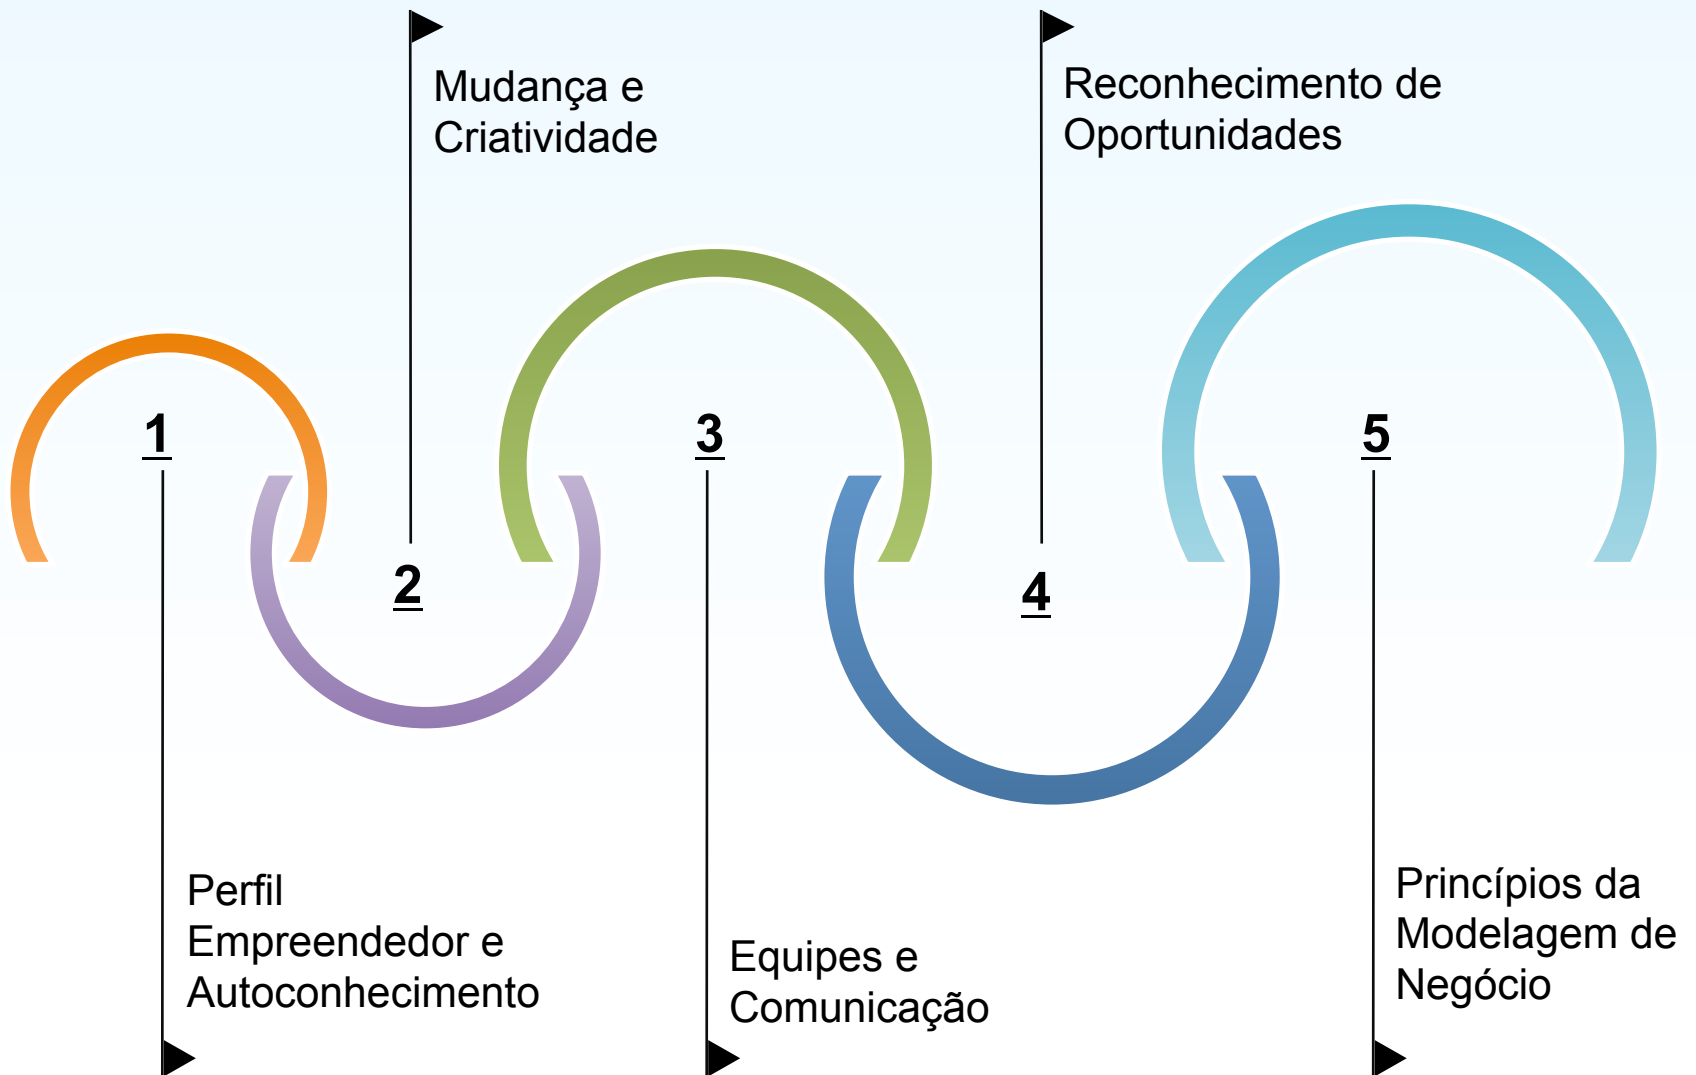 1
Perfil
Empreendedor e
Autoconhecimento
Mudança e
Criatividade
2
3
Equipes e
Comunicação
Reconhecimento de
Oportunidades
4
5
Princípios da
Modelagem de
Negócio